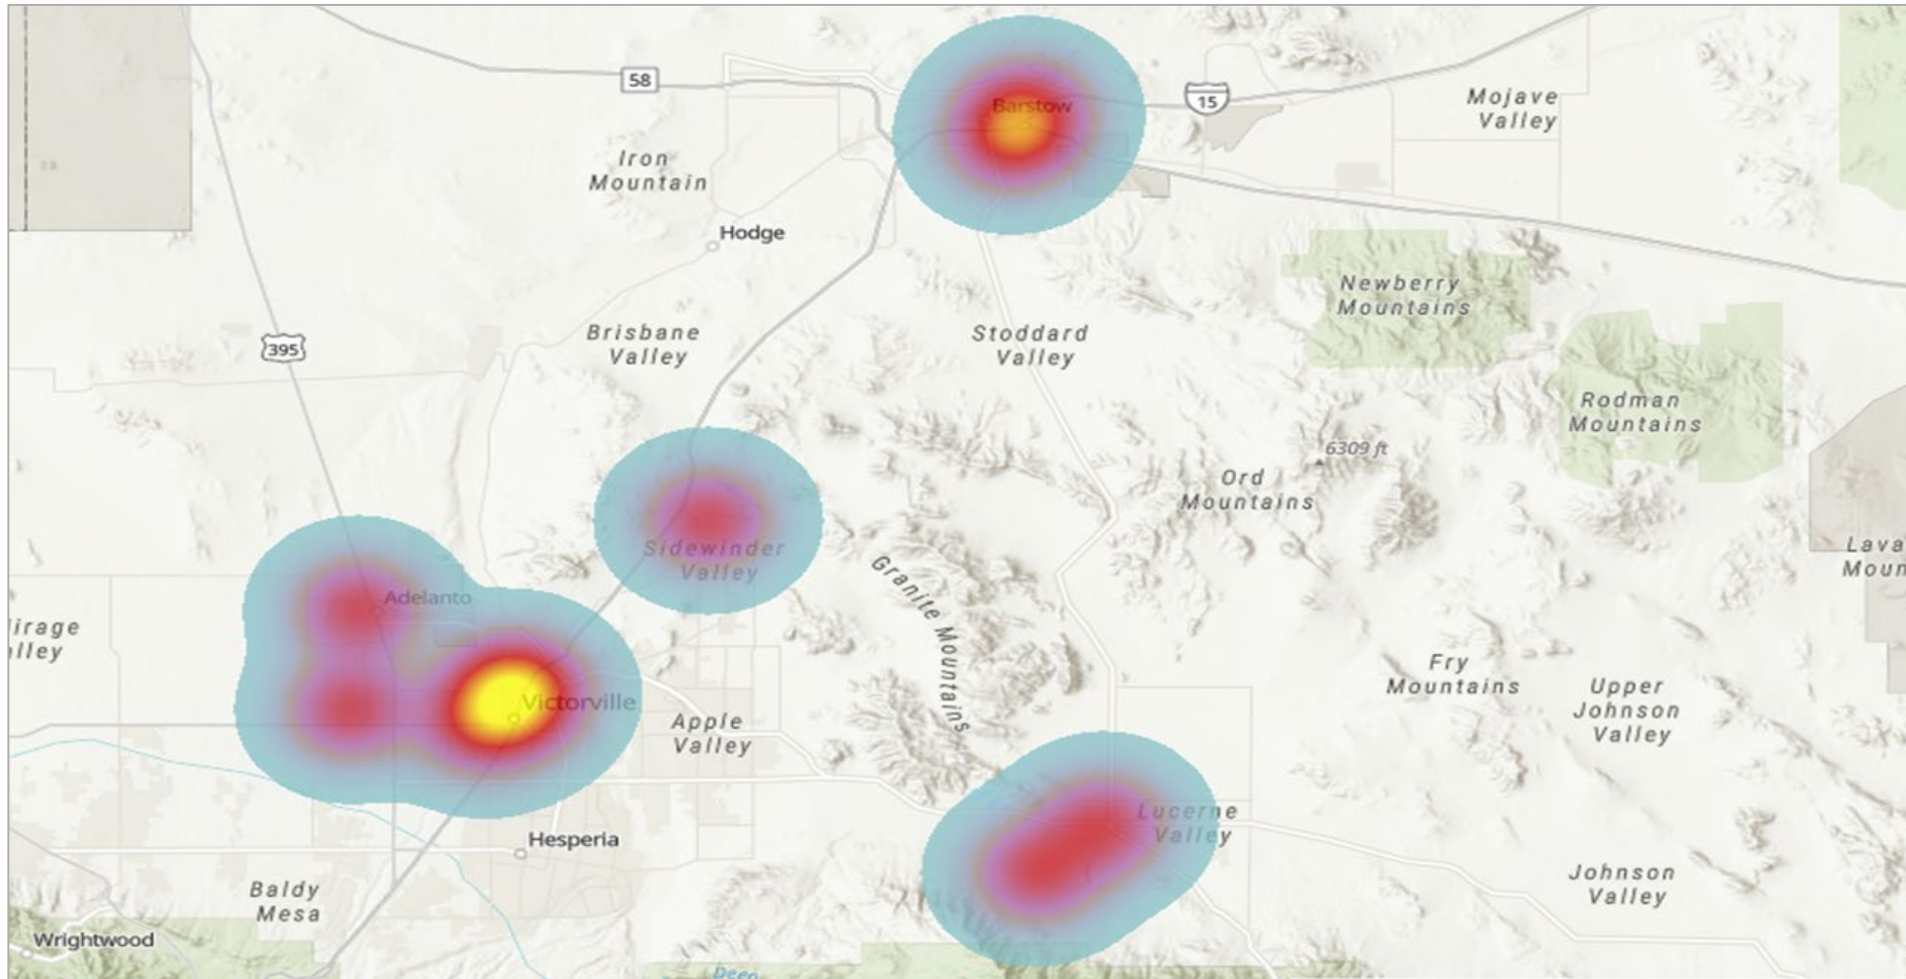 58
Barstow
15
Mojave
Valley
Iron
Mountain
Hodge
Newberry
Mountains
Brisbane
Valley
Stoddard
Valley
395
Rodman
Mountains
6309 ft
Ord
Mountains
Sidewinder
Valley
Granite Mountains
Lava
Moun
Adelanto
irage
lley
Fry
Mountains
Upper
Johnson
Valley
Victorville
Apple
Valley
Lucerne
Valley
Hesperia
Johnson
Valley
Baldy
Mesa
Wrightwood
Deep